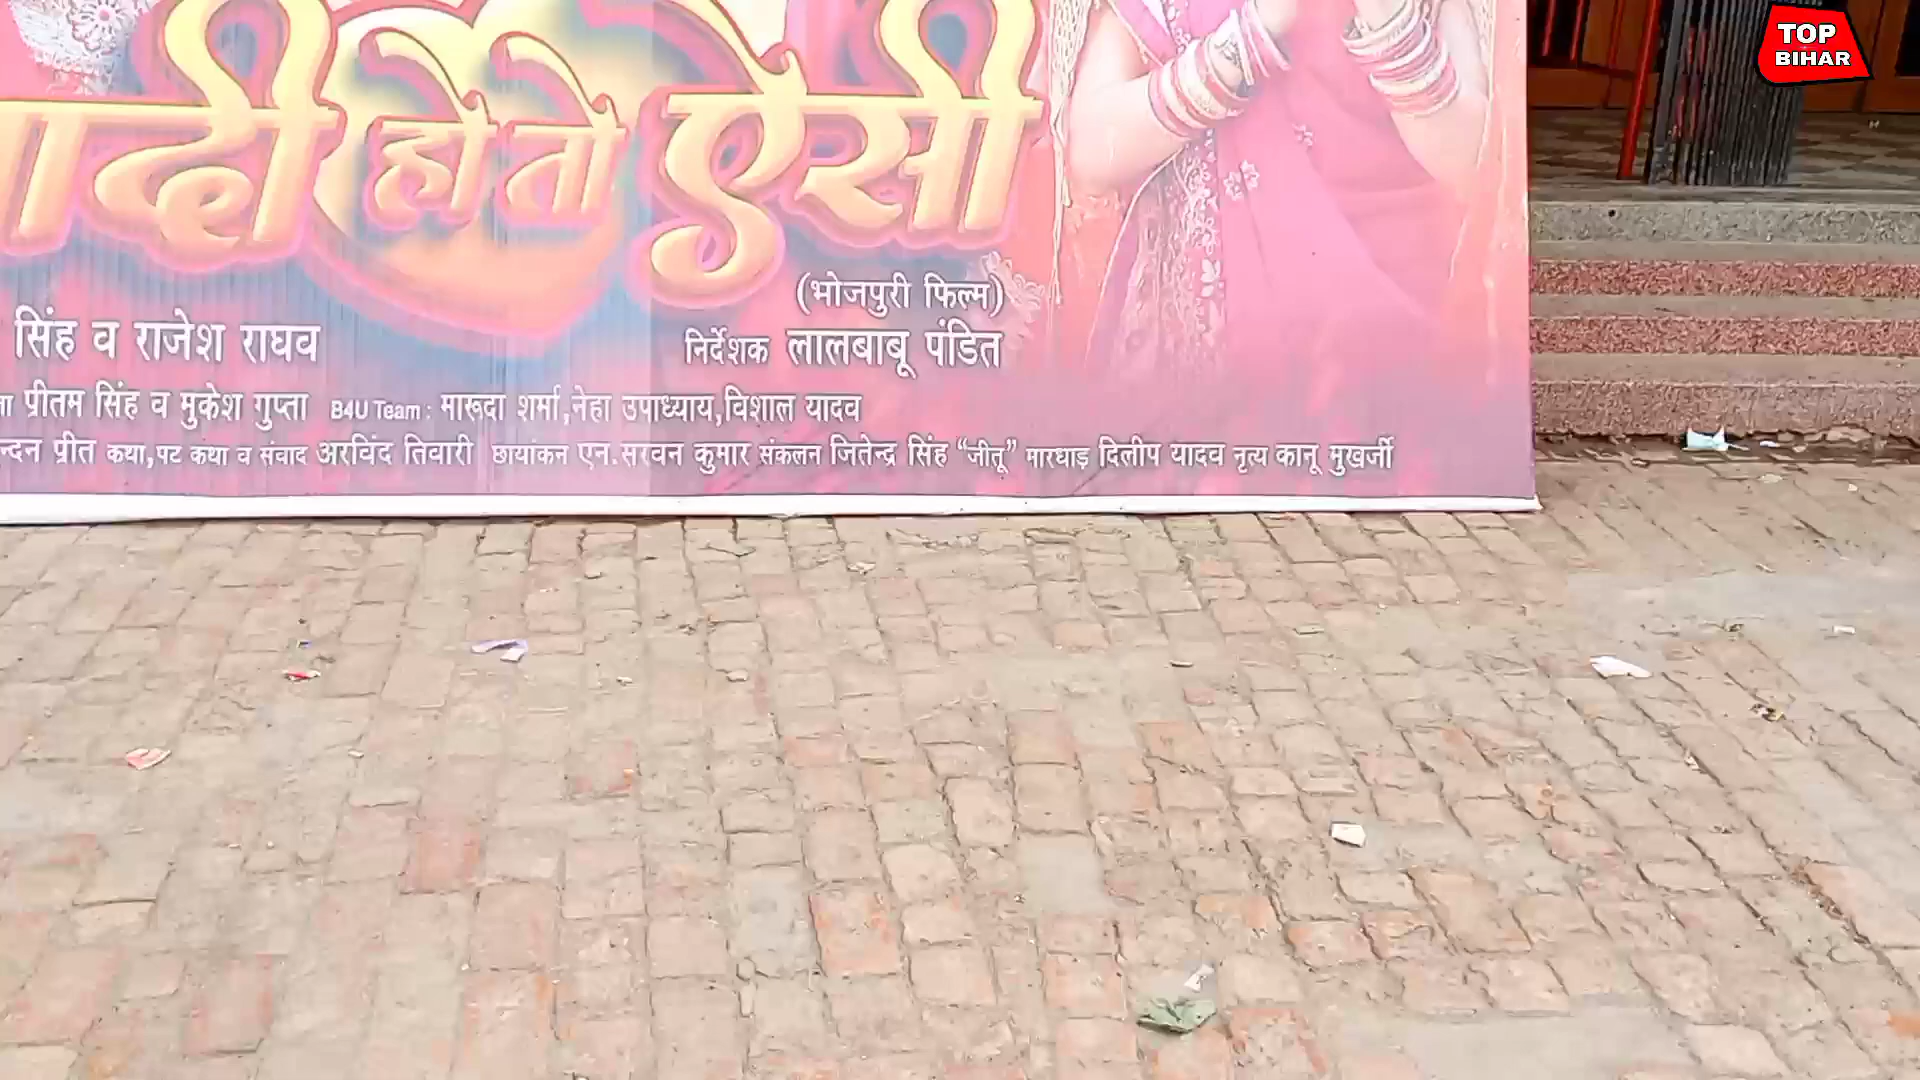 TOP
BIHAR
ादी हो तो ऐसी
(भोजपुरी फिल्म)
सिंह व राजेश राघव
निर्देशक लालबाबू पंडित
प्रीतम सिंह व मुकेश गुप्ता B4U Team : मारूदा शर्मा,नेहा उपाध्याय,विशाल यादव
न्दन प्रीत कथा,पट कथा व संवाद अरविंद तिवारी छायांकन एन.सरवन कुमार संकलन जितेन्द्र सिंह “जीतू” मारधाड़ दिलीप यादव नृत्य कानू मुखर्जी